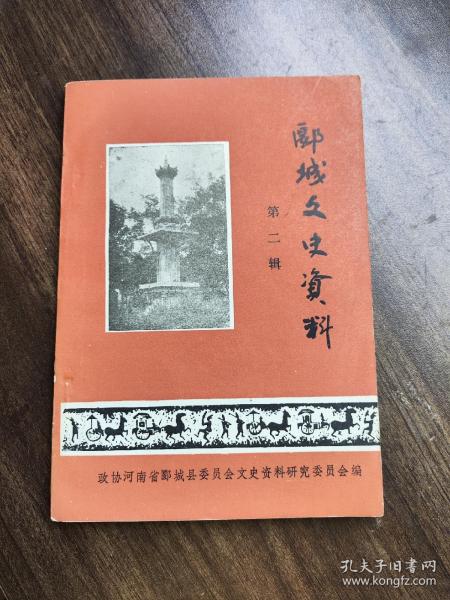 郾城文史資料
第二辑
政协河南省郾城县委员会文史资料研究委员会编
孔夫子旧书网
www.kongfz.com